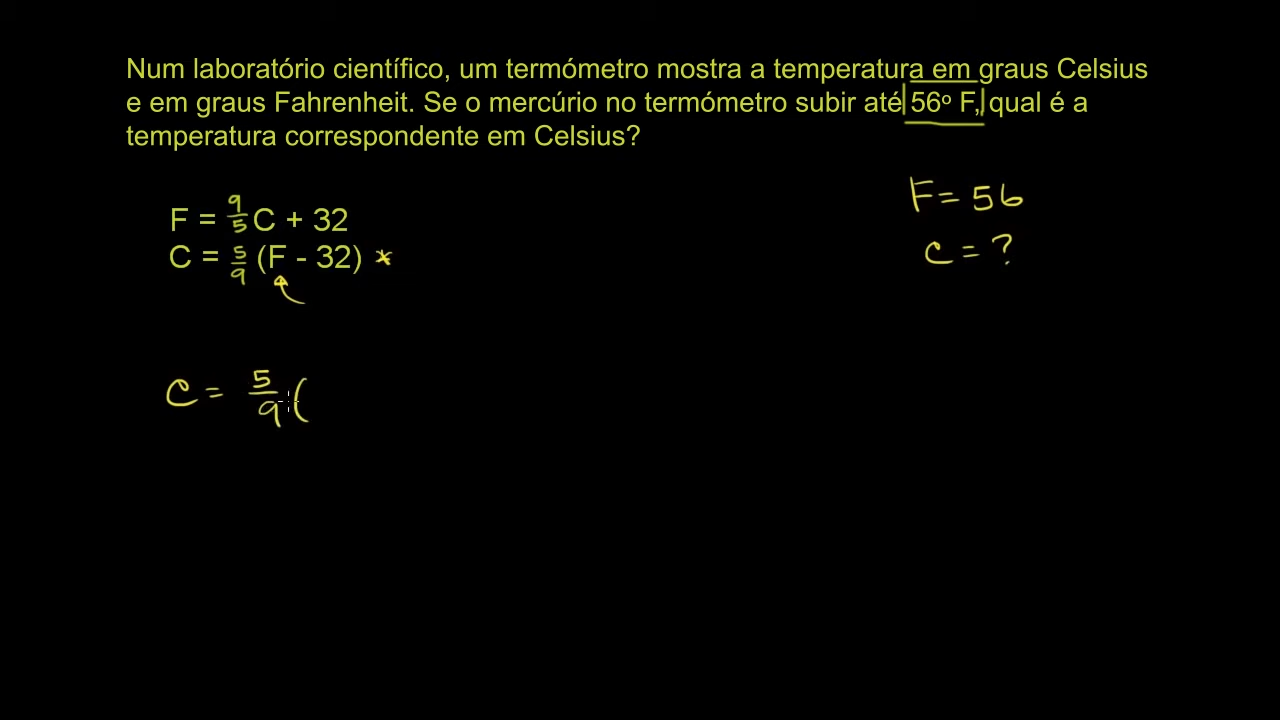 Num laboratório científico, um termómetro mostra a temperatura em graus Celsius
e em graus Fahrenheit. Se o mercúrio no termómetro subir até 56º F, qual é a
temperatura correspondente em Celsius?
F = 9/5 C + 32
C = 5/9 (F - 32) *
F = 56
C = ?
C = 5/9 (